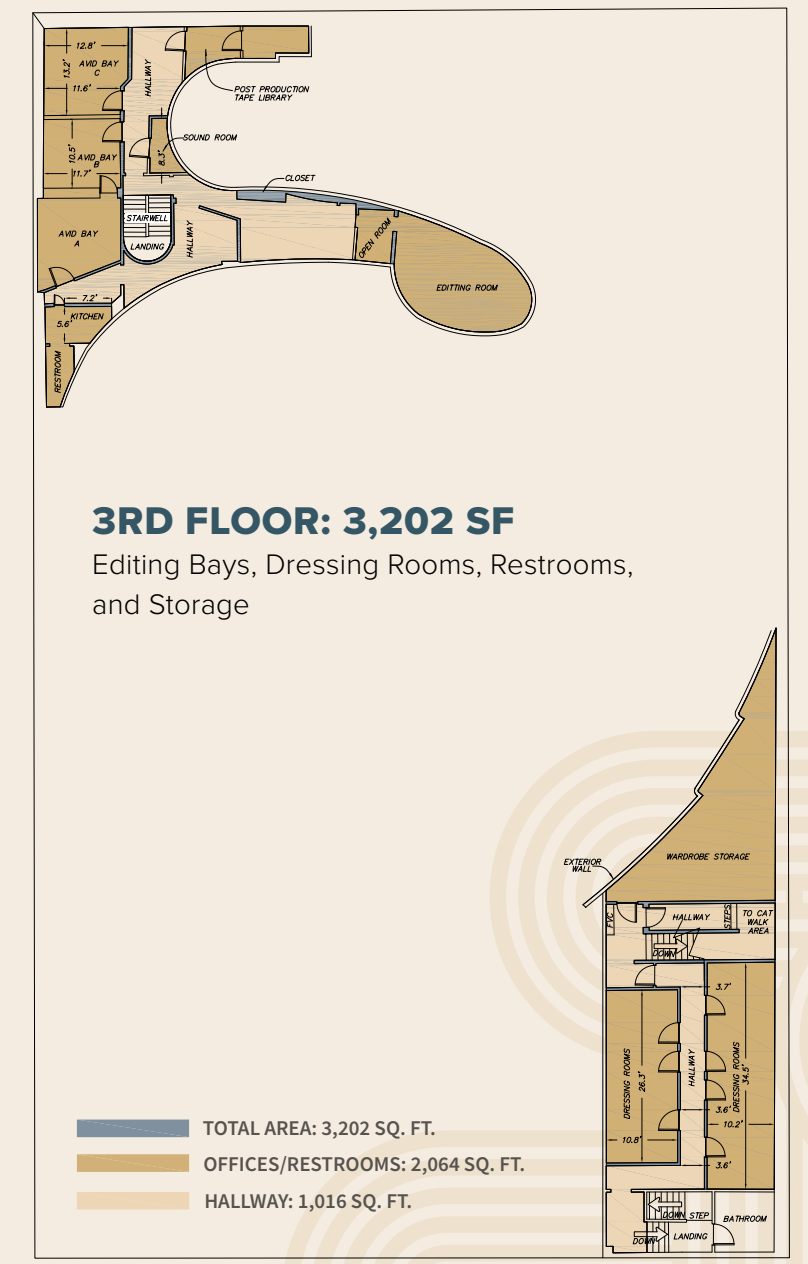 12.8'
AVID BAY
C
13.2'
11.6'
HALLWAY
POST PRODUCTION
TAPE LIBRARY
SOUND ROOM
8.3'
10.5'
AVID BAY
B
11.7'
CLOSET
STAIRWELL
LANDING
HALLWAY
AVID BAY
A
OPEN ROOM
EDITTING ROOM
7.2'
KITCHEN
5.6'
RESTROOM
3RD FLOOR: 3,202 SF
Editing Bays, Dressing Rooms, Restrooms,
and Storage
WARDROBE STORAGE
EXTERIOR
WALL
FVC
HALLWAY
STEPS
TO CAT
WALK
AREA
DOWN
3.7'
DRESSING ROOMS
26.3'
HALLWAY
DRESSING ROOMS
34.5'
3.6'
10.2'
10.8'
3.6'
DOWN STEP
BATHROOM
DOWN
LANDING
TOTAL AREA: 3,202 SQ. FT.
OFFICES/RESTROOMS: 2,064 SQ. FT.
HALLWAY: 1,016 SQ. FT.